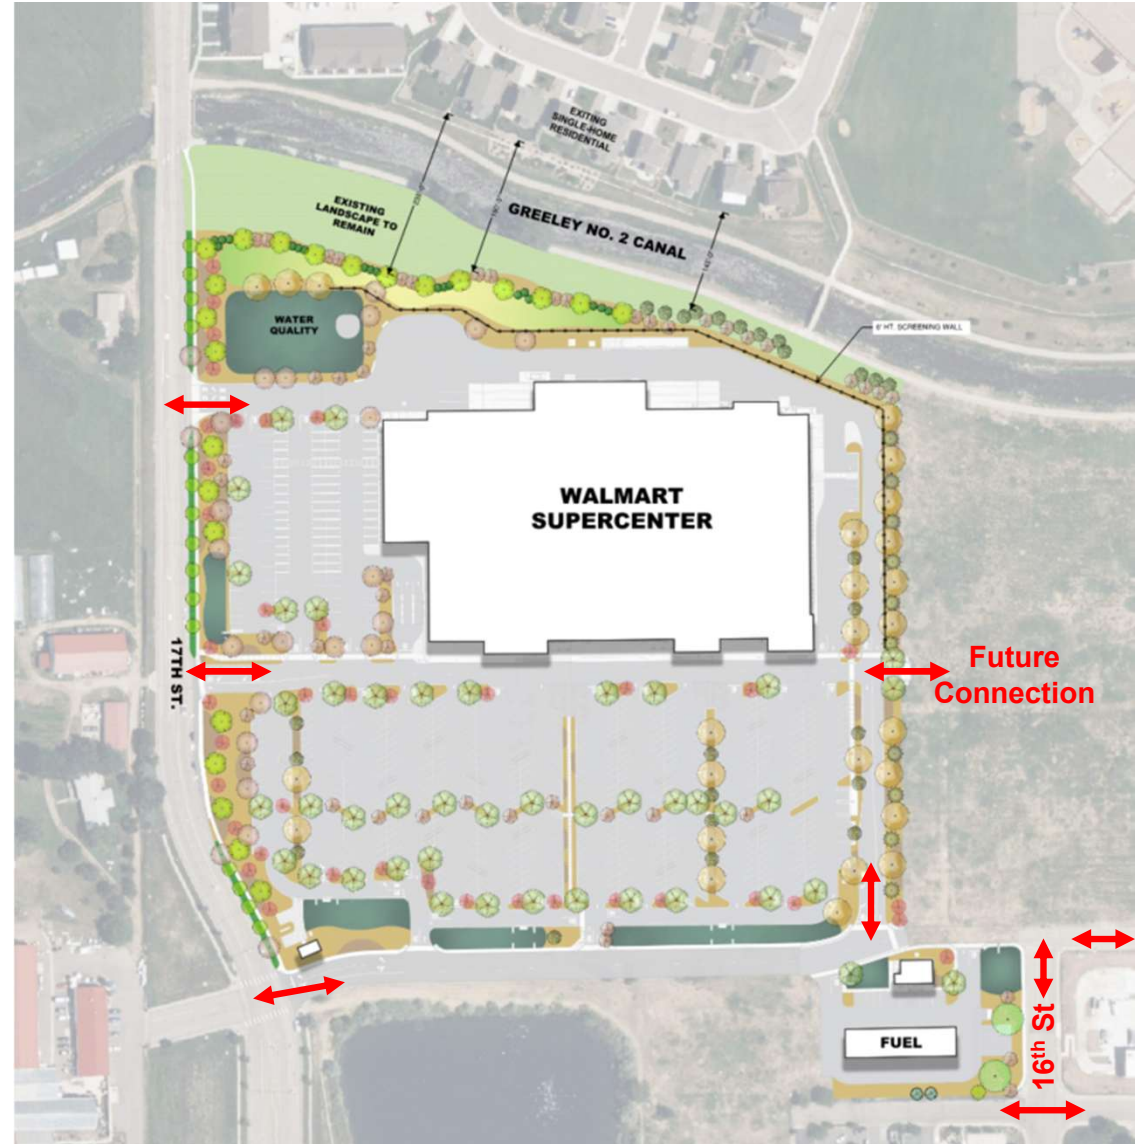 EXITING
SINGLE-HOME
RESIDENTIAL
EXISTING
LANDSCAPE TO
REMAIN
GREELEY NO. 2 CANAL
WATER
QUALITY
6' HT. SCREENING WALL
WALMART
SUPERCENTER
17TH ST.
Future
Connection
FUEL
16th St